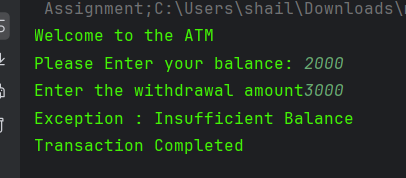 Assignment;C:\Users\shail\Downloads\
Welcome to the ATM
Please Enter your balance: 2000
Enter the withdrawal amount3000
Exception : Insufficient Balance
Transaction Completed